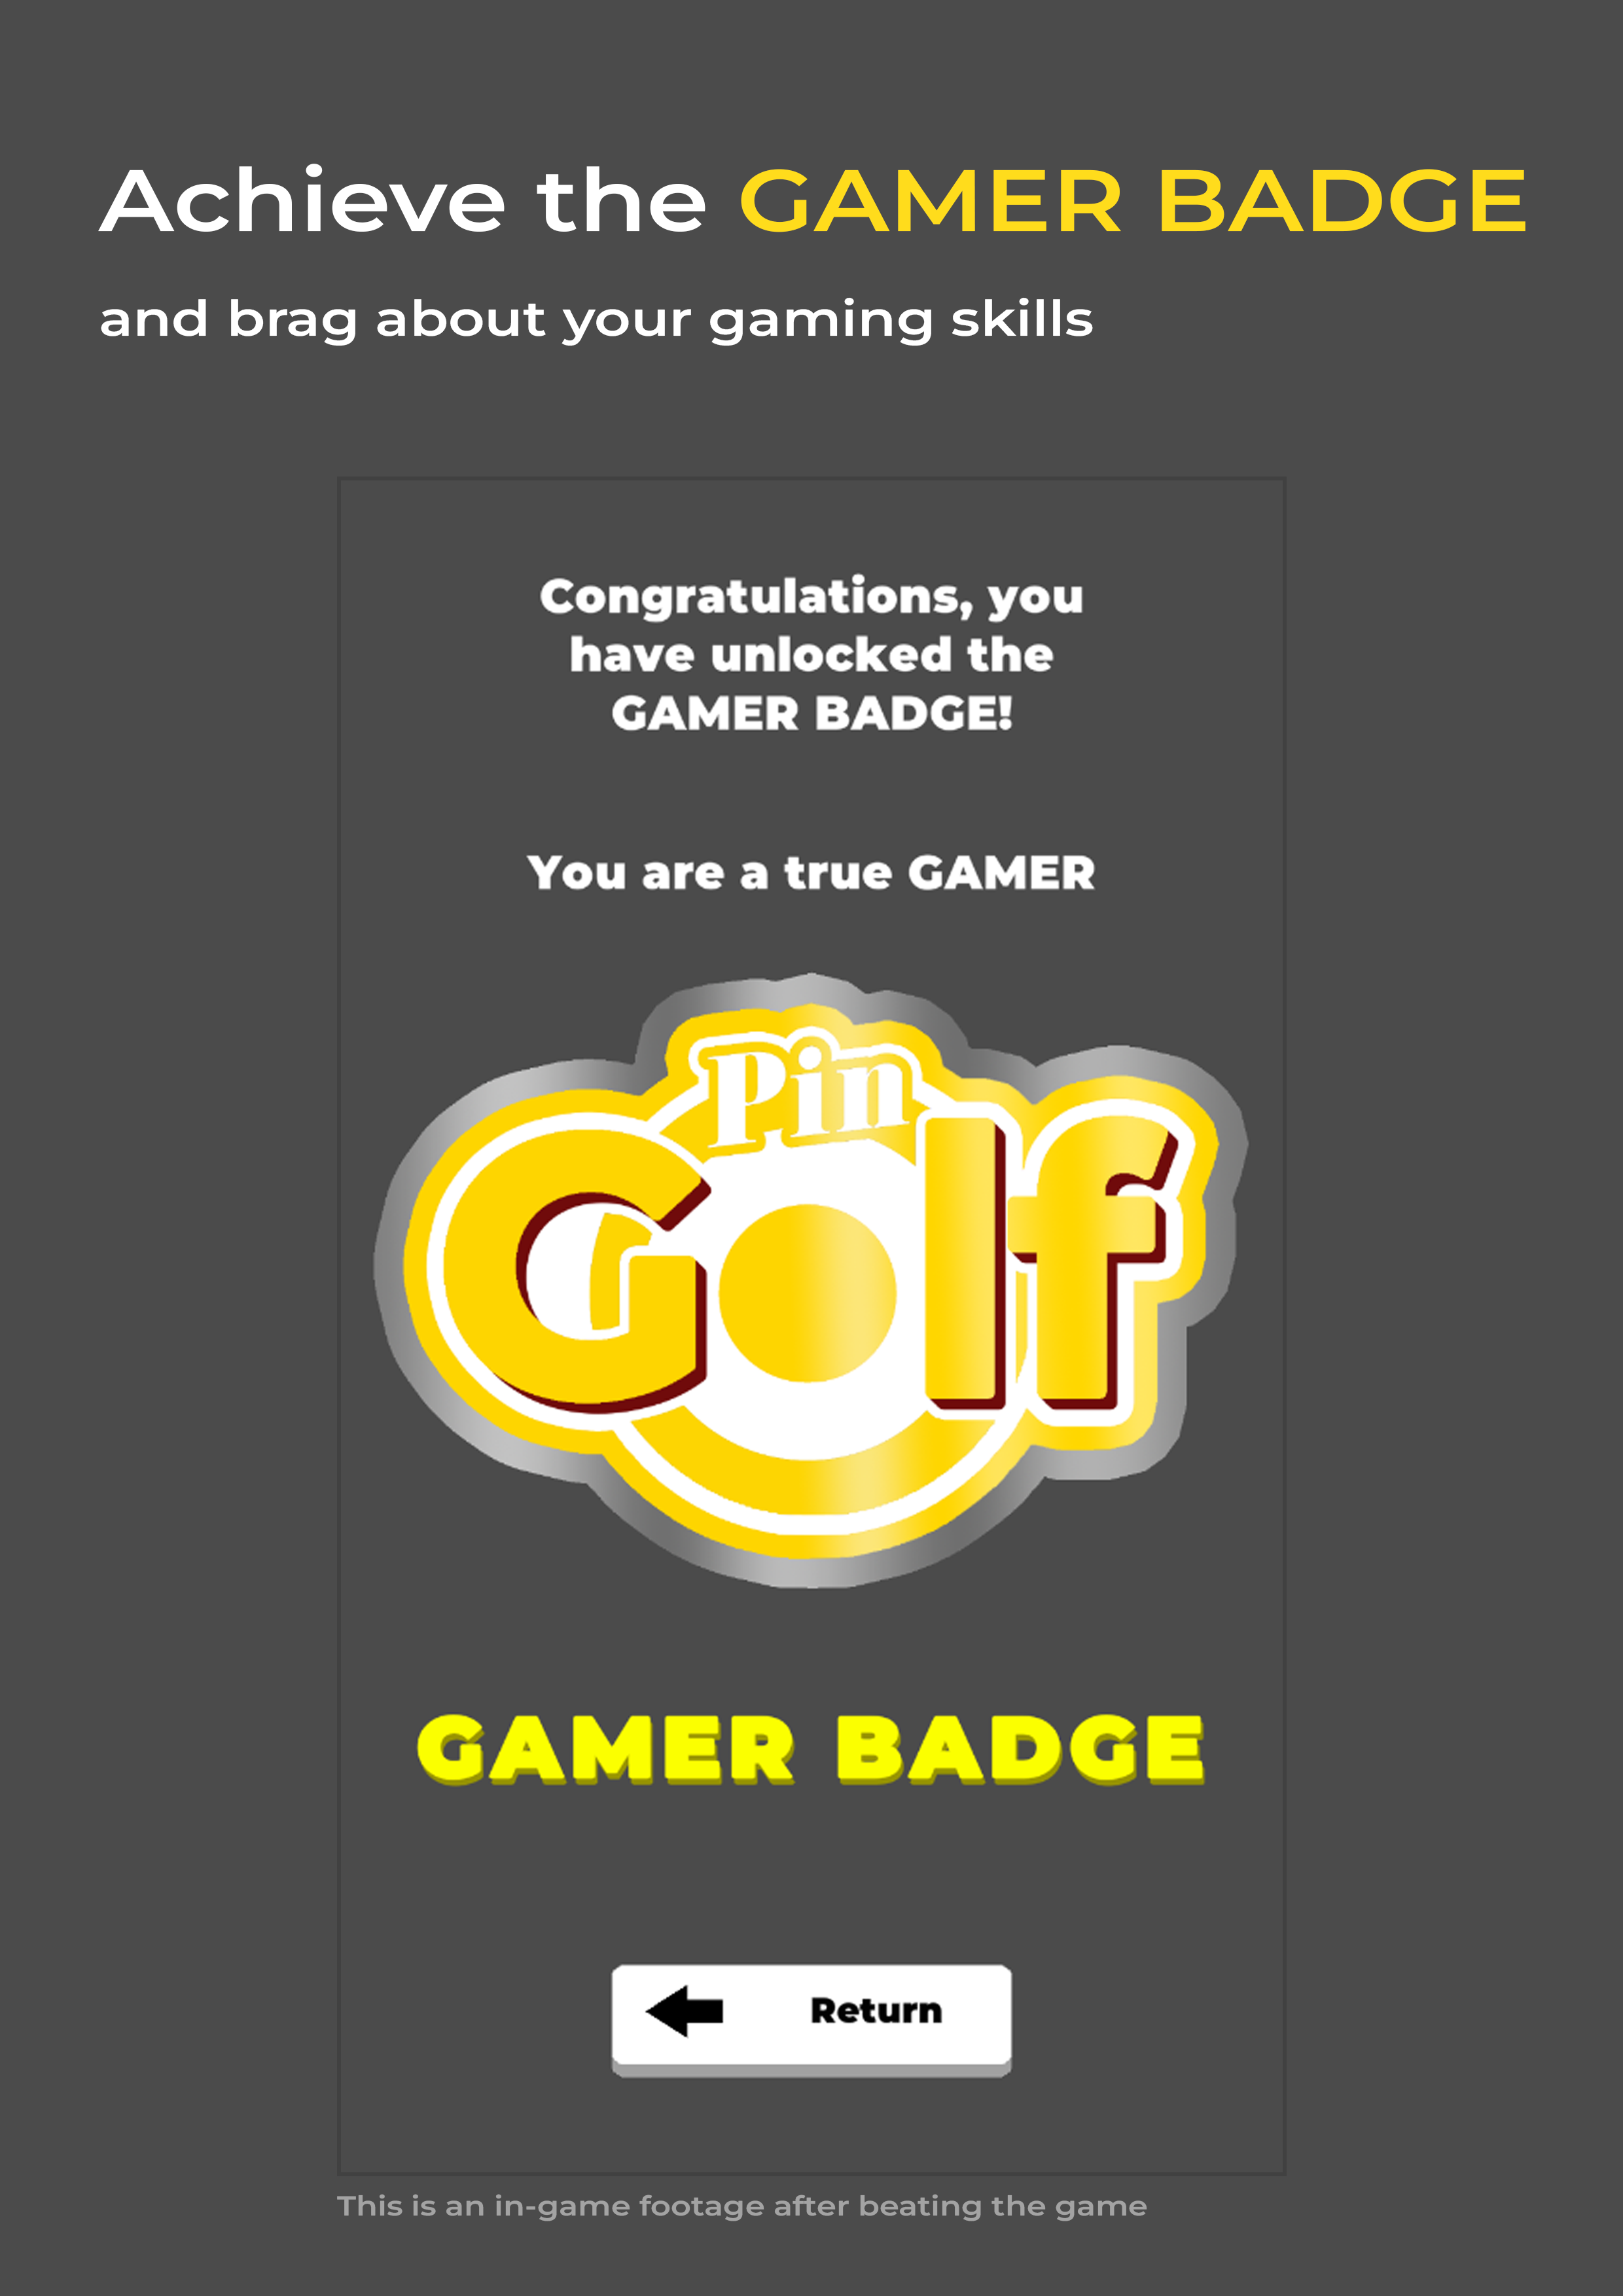 Achieve the GAMER BADGE
and brag about your gaming skills
Congratulations, you
have unlocked the
GAMER BADGE!
You are a true GAMER
Pin
Golf
GAMER BADGE
Return
This is an in-game footage after beating the game